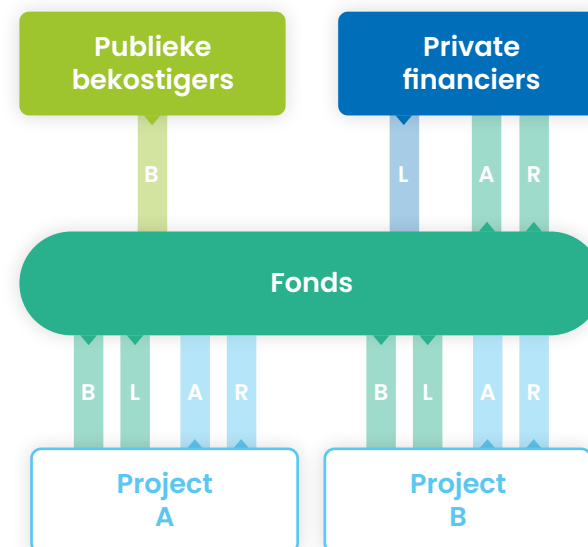 Publieke
bekostigers
Private
financiers
B
L
A
R
Fonds
B
L
A
R
B
L
A
R
Project
A
Project
B